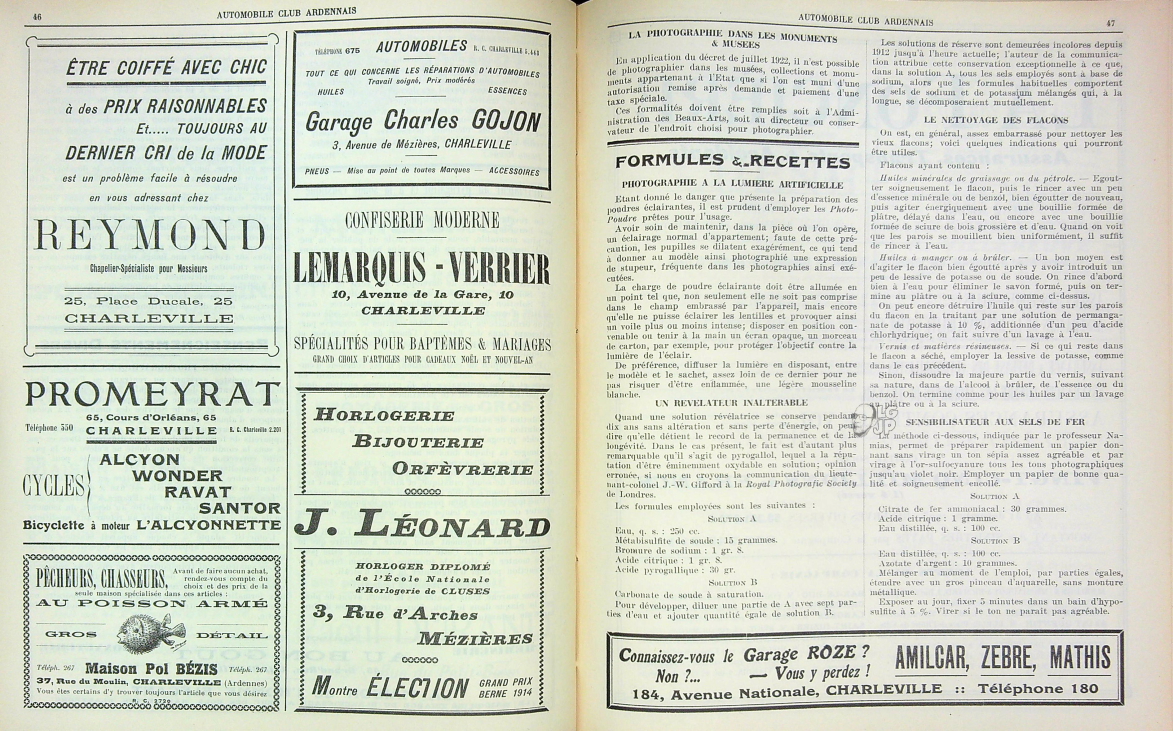 46
AUTOMOBILE CLUB ARDENNAIS
ÊTRE COIFFÉ AVEC CHIC
à des PRIX RAISONNABLES
Et..... TOUJOURS AU
DERNIER CRI de la MODE
est un problème facile à résoudre
en vous adressant chez
REYMOND
Chapelier-Spécialiste pour Messieurs
25, Place Ducale, 25
CHARLEVILLE
PROMEYRAT
65, Cours d'Orléans, 65
Téléphone 550
CHARLEVILLE
R. C. Charleville 2.201
CYCLES
ALCYON
WONDER
RAVAT
SANTOR
Bicyclette à moteur L'ALCYONNETTE
PÊCHEURS, CHASSEURS,
Avant de faire aucun achat,
rendez-vous compte du
choix et des prix de la
seule maison spécialisée dans ces articles :
AU POISSON ARMÉ
GROS
DÉTAIL
Téléph. 267
Maison Pol BÉZIS
Téléph. 267
37, Rue du Moulin, CHARLEVILLE (Ardennes)
Vous êtes certains d'y trouver toujours l'article que vous désirez
TÉLÉPHONE 675
AUTOMOBILES
R. C. CHARLEVILLE 5.448
TOUT CE QUI CONCERNE LES RÉPARATIONS D'AUTOMOBILES
Travail soigné, Prix modérés
HUILES
ESSENCES
Garage Charles GOJON
3, Avenue de Mézières, CHARLEVILLE
PNEUS — Mise au point de toutes Marques — ACCESSOIRES
CONFISERIE MODERNE
LEMARQUIS - VERRIER
10, Avenue de la Gare, 10
CHARLEVILLE
SPÉCIALITÉS POUR BAPTÊMES & MARIAGES
GRAND CHOIX D'ARTICLES POUR CADEAUX NOËL ET NOUVEL-AN
HORLOGERIE
BIJOUTERIE
ORFÈVRERIE
J. LÉONARD
HORLOGER DIPLOMÉ
de l'École Nationale
d'Horlogerie de CLUSES
3, Rue d'Arches
MÉZIÈRES
Montre ÉLECTION
GRAND PRIX
BERNE 1914
AUTOMOBILE CLUB ARDENNAIS
47
LA PHOTOGRAPHIE DANS LES MONUMENTS
& MUSEES
En application du décret de juillet 1922, il n'est possible
de photographier dans les musées, collections et monu-
ments appartenant à l'Etat que si l'on est muni d'une
autorisation remise après demande et paiement d'une
taxe spéciale.
Ces formalités doivent être remplies soit à l'Admi-
nistration des Beaux-Arts, soit au directeur ou conser-
vateur de l'endroit choisi pour photographier.
FORMULES & RECETTES
PHOTOGRAPHIE A LA LUMIERE ARTIFICIELLE
Etant donné le danger que présente la préparation des
poudres éclairantes, il est prudent d'employer les Photo-
Poudre prêtes pour l'usage.
Avoir soin de maintenir, dans la pièce où l'on opère,
un éclairage normal d'appartement; faute de cette pré-
caution, les pupilles se dilatent exagérément, ce qui tend
à donner au modèle ainsi photographié une expression
de stupeur, fréquente dans les photographies ainsi exé-
cutées.
La charge de poudre éclairante doit être allumée en
un point tel que, non seulement elle ne soit pas comprise
dans le champ embrassé par l'appareil, mais encore
qu'elle ne puisse éclairer les lentilles et provoquer ainsi
un voile plus ou moins intense; disposer en position con-
venable ou tenir à la main un écran opaque, un morceau
de carton, par exemple, pour protéger l'objectif contre la
lumière de l'éclair.
De préférence, diffuser la lumière en disposant, entre
le modèle et le sachet, assez loin de ce dernier pour ne
pas risquer d'être enflammée, une légère mousseline
blanche.
UN REVELATEUR INALTERABLE
Quand une solution révélatrice se conserve pendant
dix ans sans altération et sans perte d'énergie, on peut
dire qu'elle détient le record de la permanence et de la
longévité. Dans le cas présent, le fait est d'autant plus
remarquable qu'il s'agit de pyrogallol, lequel a la répu-
tation d'être éminemment oxydable en solution; opinion
erronée, si nous en croyons la communication du lieute-
nant-colonel J.-W. Gifford à la Royal Photografic Society
de Londres.
Les formules employées sont les suivantes :
SOLUTION A
Eau, q. s. : 250 cc.
Métabisulfite de soude : 15 grammes.
Bromure de sodium : 1 gr. 8.
Acide citrique : 1 gr. 8.
Acide pyrogallique : 30 gr.
SOLUTION B
Carbonate de soude à saturation.
Pour développer, diluer une partie de A avec sept par-
ties d'eau et ajouter quantité égale de solution B.
Les solutions de réserve sont demeurées incolores depuis
1912 jusqu'à l'heure actuelle; l'auteur de la communica-
tion attribue cette conservation exceptionnelle à ce que,
dans la solution A, tous les sels employés sont à base de
sodium, alors que les formules habituelles comportent
des sels de sodium et de potassium mélangés qui, à la
longue, se décomposeraient mutuellement.
LE NETTOYAGE DES FLACONS
On est, en général, assez embarrassé pour nettoyer les
vieux flacons; voici quelques indications qui pourront
être utiles.
Flacons ayant contenu :
Huiles minérales de graissage ou du pétrole. — Egout-
ter soigneusement le flacon, puis le rincer avec un peu
d'essence minérale ou de benzol, bien égoutter de nouveau,
puis agiter énergiquement avec une bouillie formée de
plâtre, délayé dans l'eau, ou encore avec une bouillie
formée de sciure de bois grossière et d'eau. Quand on voit
que les parois se mouillent bien uniformément, il suffit
de rincer à l'eau.
Huiles à manger ou à brûler. — Un bon moyen est
d'agiter le flacon bien égoutté après y avoir introduit un
peu de lessive de potasse ou de soude. On rince d'abord
bien à l'eau pour éliminer le savon formé, puis on ter-
mine au plâtre ou à la sciure, comme ci-dessus.
On peut encore détruire l'huile qui reste sur les parois
du flacon en la traitant par une solution de permanga-
nate de potasse à 10 %, additionnée d'un peu d'acide
chlorhydrique; on fait suivre d'un lavage à l'eau.
Vernis et matières résineuses. — Si ce qui reste dans
le flacon a séché, employer la lessive de potasse, comme
dans le cas précédent.
Sinon, dissoudre la majeure partie du vernis, suivant
sa nature, dans de l'alcool à brûler, de l'essence ou du
benzol. On termine comme pour les huiles par un lavage
au plâtre ou à la sciure.
SENSIBILISATEUR AUX SELS DE FER
La méthode ci-dessous, indiquée par le professeur Na-
mias, permet de préparer rapidement un papier don-
nant sans virage un ton sépia assez agréable et par
virage à l'or-sulfocyanure tous les tons photographiques
jusqu'au violet noir. Employer un papier de bonne qua-
lité et soigneusement encollé.
SOLUTION A
Citrate de fer ammoniacal : 30 grammes.
Acide citrique : 1 gramme.
Eau distillée, q. s. : 100 cc.
SOLUTION B
Eau distillée, q. s. : 100 cc.
Azotate d'argent : 10 grammes.
Mélanger au moment de l'emploi, par parties égales,
étendre avec un gros pinceau d'aquarelle, sans monture
métallique.
Exposer au jour, fixer 5 minutes dans un bain d'hypo-
sulfite à 5 %. Virer si le ton ne paraît pas agréable.
LG
JP
Connaissez-vous le Garage ROZE ?
Non ?... — Vous y perdez !
AMILCAR, ZEBRE, MATHIS
184, Avenue Nationale, CHARLEVILLE :: Téléphone 180